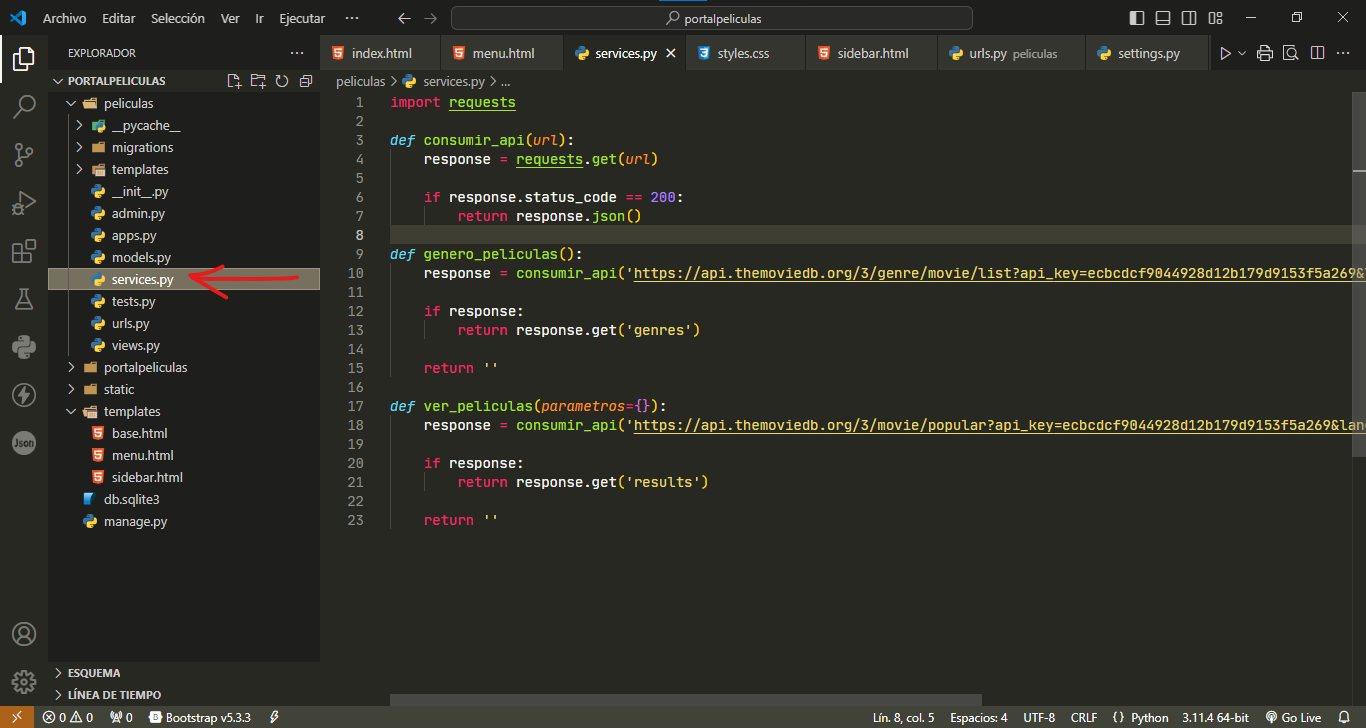 Archivo Editar Selección Ver Ir Ejecutar ··· portalpeliculas
EXPLORADOR ···
index.html menu.html services.py styles.css sidebar.html urls.py peliculas settings.py ···
PORTALPELICULAS
peliculas > services.py > ...
peliculas
__pycache__
migrations
templates
__init__.py
admin.py
apps.py
models.py
services.py
tests.py
urls.py
views.py
portalpeliculas
static
templates
base.html
menu.html
sidebar.html
db.sqlite3
manage.py
ESQUEMA
LÍNEA DE TIEMPO
Json
1 import requests
2
3 def consumir_api(url):
4 response = requests.get(url)
5
6 if response.status_code == 200:
7 return response.json()
8
9 def genero_peliculas():
10 response = consumir_api('https://api.themoviedb.org/3/genre/movie/list?api_key=ecbcdcf9044928d12b179d9153f5a269&
11
12 if response:
13 return response.get('genres')
14
15 return ''
16
17 def ver_peliculas(parametros={}):
18 response = consumir_api('https://api.themoviedb.org/3/movie/popular?api_key=ecbcdcf9044928d12b179d9153f5a269&lan
19
20 if response:
21 return response.get('results')
22
23 return ''
0 0 0 Bootstrap v5.3.3 Lín. 8, col. 5 Espacios: 4 UTF-8 CRLF {} Python 3.11.4 64-bit Go Live